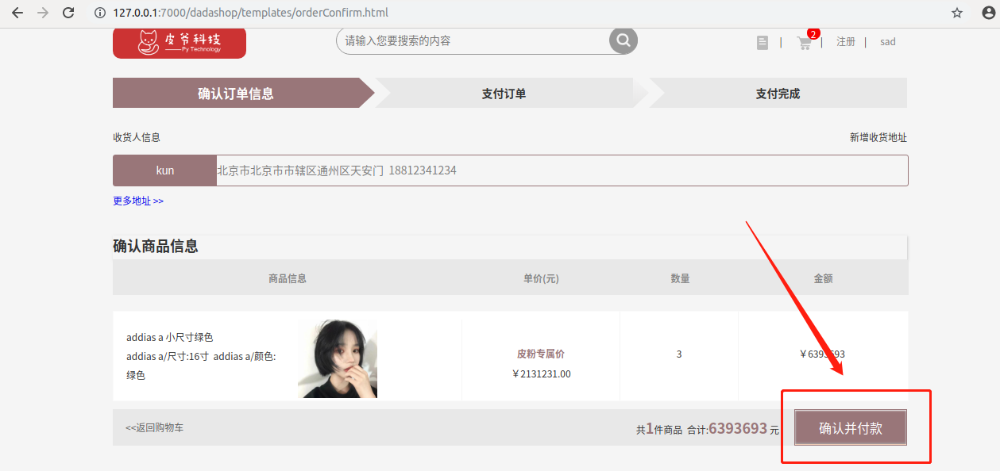 127.0.0.1:7000/dadashop/templates/orderConfirm.html
皮爷科技
Py Technology
请输入您要搜索的内容
2
| | 注册 | sad
确认订单信息 支付订单 支付完成
收货人信息 新增收货地址
kun 北京市北京市市辖区通州区天安门 18812341234
更多地址 >>
确认商品信息
商品信息 单价(元) 数量 金额
addias a 小尺寸绿色
addias a/尺寸:16寸 addias a/颜色:
绿色
皮粉专属价
￥2131231.00
3
￥6393693
<<返回购物车 共1件商品 合计:6393693 元 确认并付款